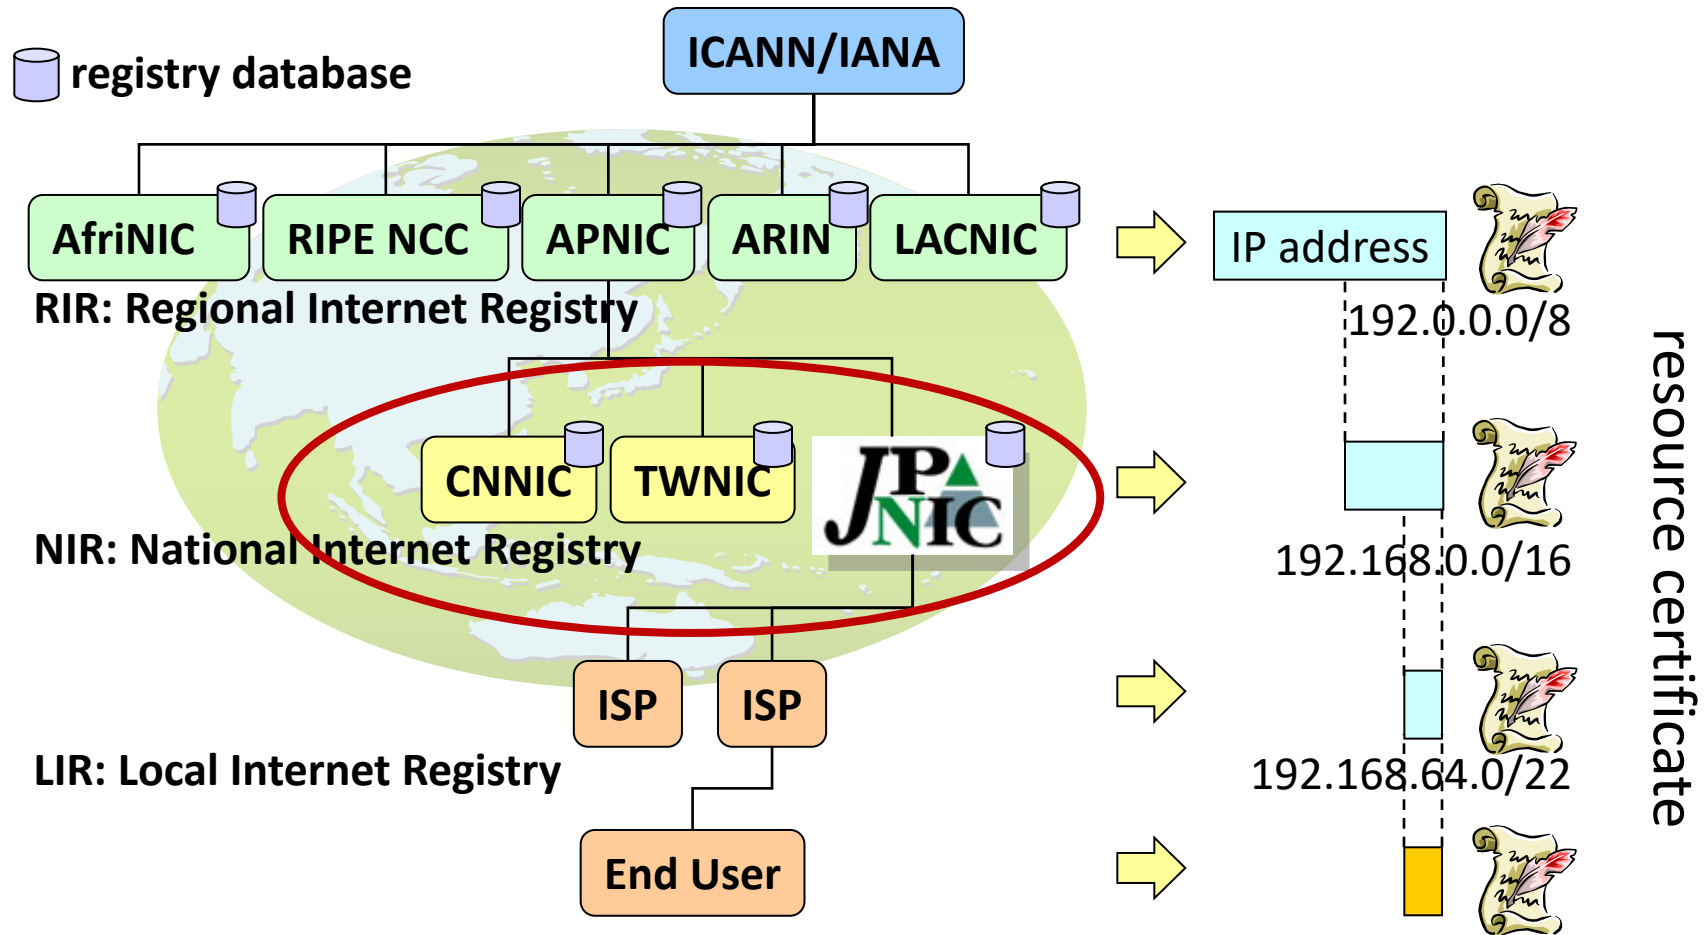 ICANN/IANA
registry database
AfriNIC
RIPE NCC
APNIC
ARIN
LACNIC
IP address
RIR: Regional Internet Registry
192.0.0.0/8
CNNIC
TWNIC
JPNIC
NIR: National Internet Registry
192.168.0.0/16
ISP
ISP
LIR: Local Internet Registry
192.168.64.0/22
End User
resource certificate